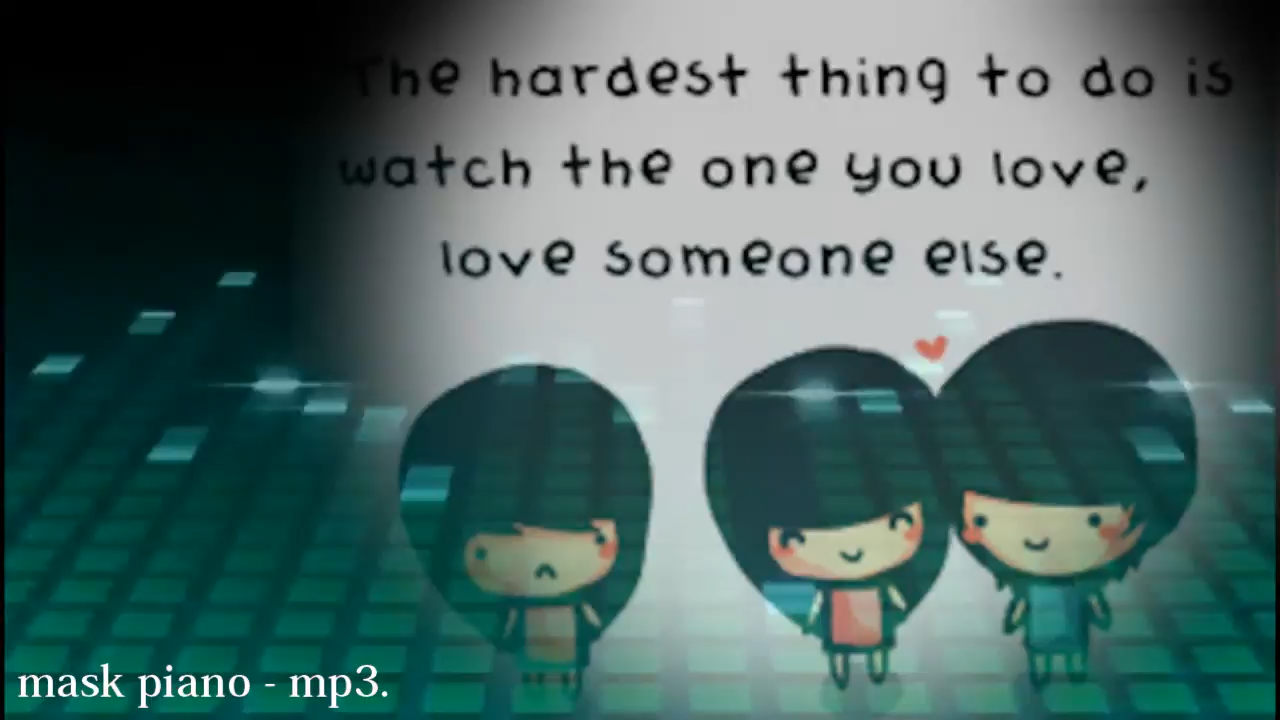 The hardest thing to do is
watch the one you love,
love someone else.
mask piano - mp3.